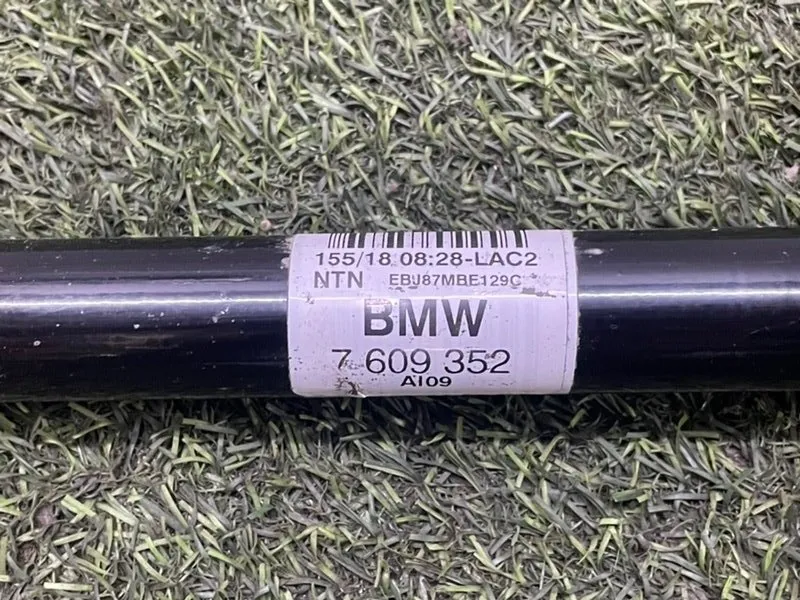 155/18 08:28-LAC2
NTN EBJ87MBE129C
BMW
7 609 352
AI09